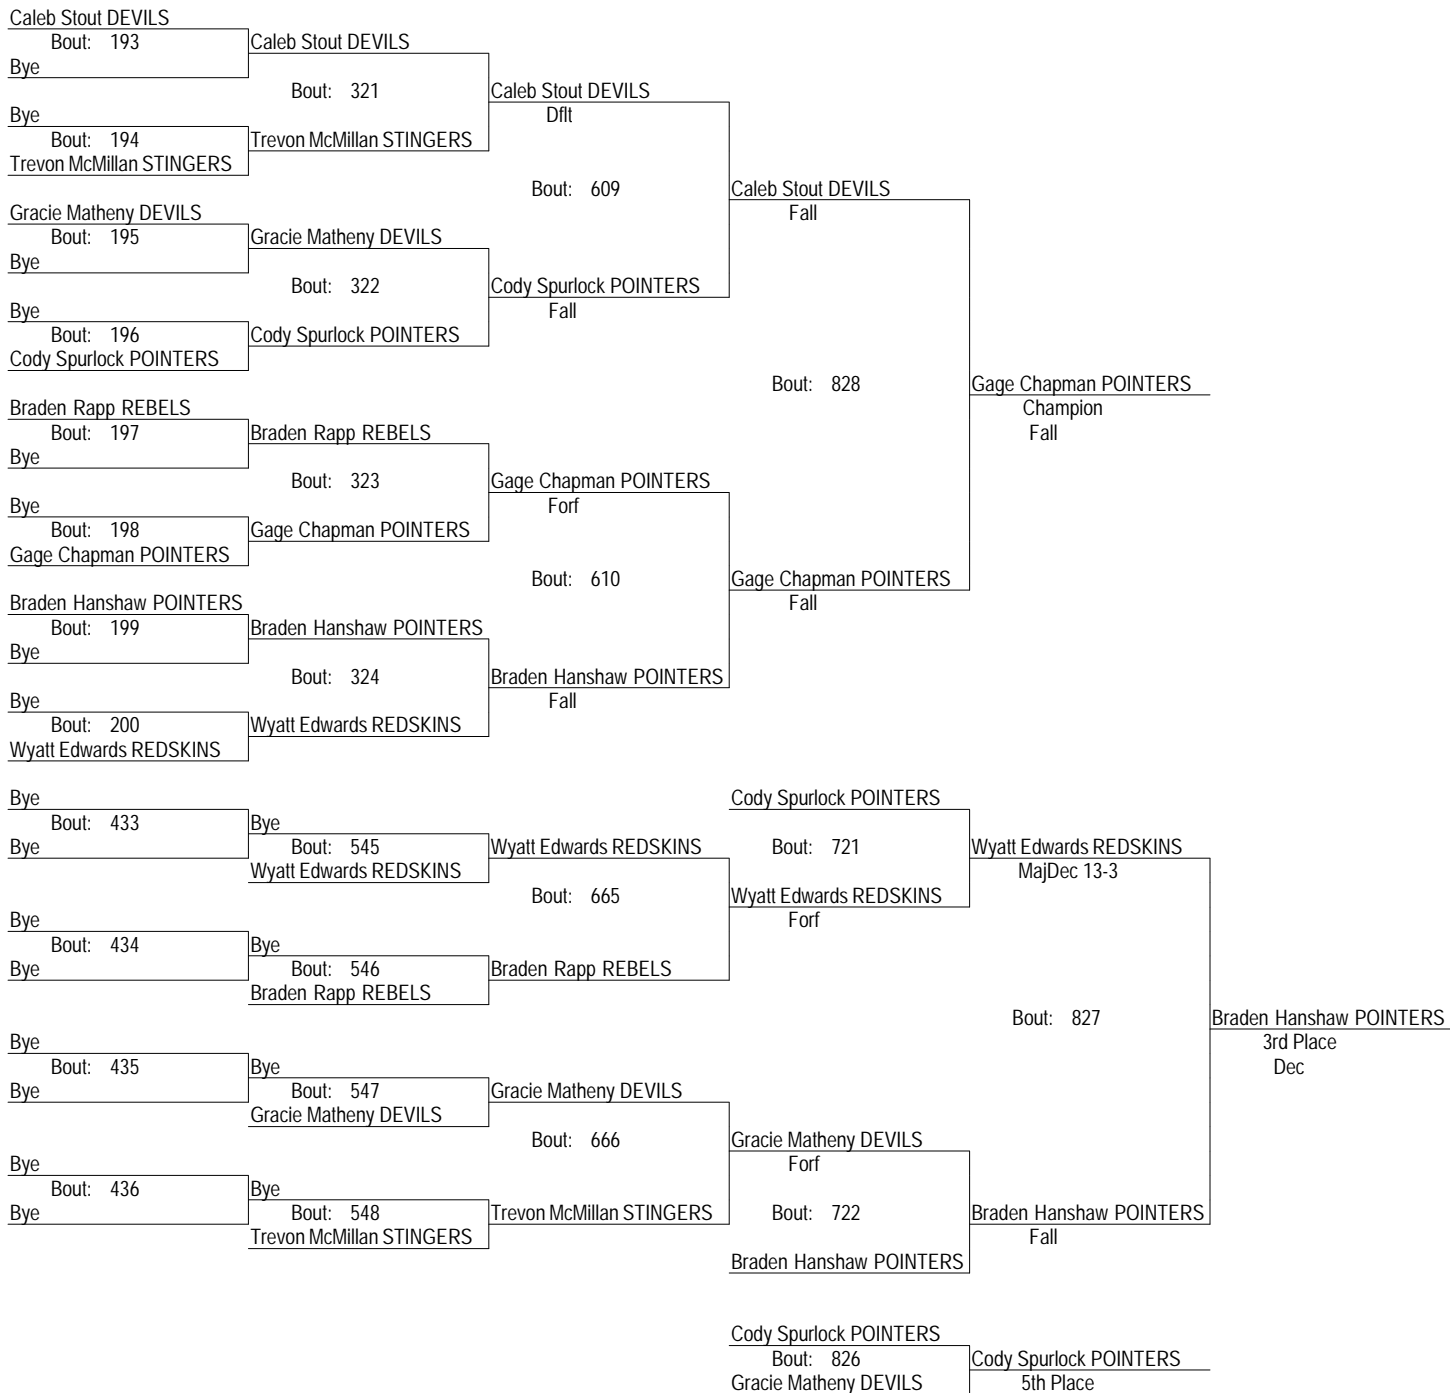 Caleb Stout DEVILS
Bout: 193
Bye
Caleb Stout DEVILS
Bout: 321
Bye
Bout: 194
Trevon McMillan STINGERS
Trevon McMillan STINGERS
Caleb Stout DEVILS
Dflt
Bout: 609
Gracie Matheny DEVILS
Bout: 195
Bye
Gracie Matheny DEVILS
Bout: 322
Bye
Bout: 196
Cody Spurlock POINTERS
Cody Spurlock POINTERS
Cody Spurlock POINTERS
Fall
Caleb Stout DEVILS
Fall
Bout: 828
Gage Chapman POINTERS
Champion
Fall
Braden Rapp REBELS
Bout: 197
Bye
Braden Rapp REBELS
Bout: 323
Bye
Bout: 198
Gage Chapman POINTERS
Gage Chapman POINTERS
Gage Chapman POINTERS
Forf
Bout: 610
Gage Chapman POINTERS
Fall
Braden Hanshaw POINTERS
Bout: 199
Bye
Braden Hanshaw POINTERS
Bout: 324
Bye
Bout: 200
Wyatt Edwards REDSKINS
Wyatt Edwards REDSKINS
Braden Hanshaw POINTERS
Fall
Bye
Bout: 433
Bye
Bye
Bout: 545
Wyatt Edwards REDSKINS
Wyatt Edwards REDSKINS
Bout: 665
Bye
Bout: 434
Bye
Bye
Bout: 546
Braden Rapp REBELS
Braden Rapp REBELS
Cody Spurlock POINTERS
Bout: 721
Wyatt Edwards REDSKINS
Forf
Wyatt Edwards REDSKINS
MajDec 13-3
Bout: 827
Braden Hanshaw POINTERS
3rd Place
Dec
Bye
Bout: 435
Bye
Bye
Bout: 547
Gracie Matheny DEVILS
Gracie Matheny DEVILS
Bout: 666
Bye
Bout: 436
Bye
Bye
Bout: 548
Trevon McMillan STINGERS
Trevon McMillan STINGERS
Gracie Matheny DEVILS
Forf
Bout: 722
Braden Hanshaw POINTERS
Braden Hanshaw POINTERS
Fall
Cody Spurlock POINTERS
Bout: 826
Gracie Matheny DEVILS
Cody Spurlock POINTERS
5th Place